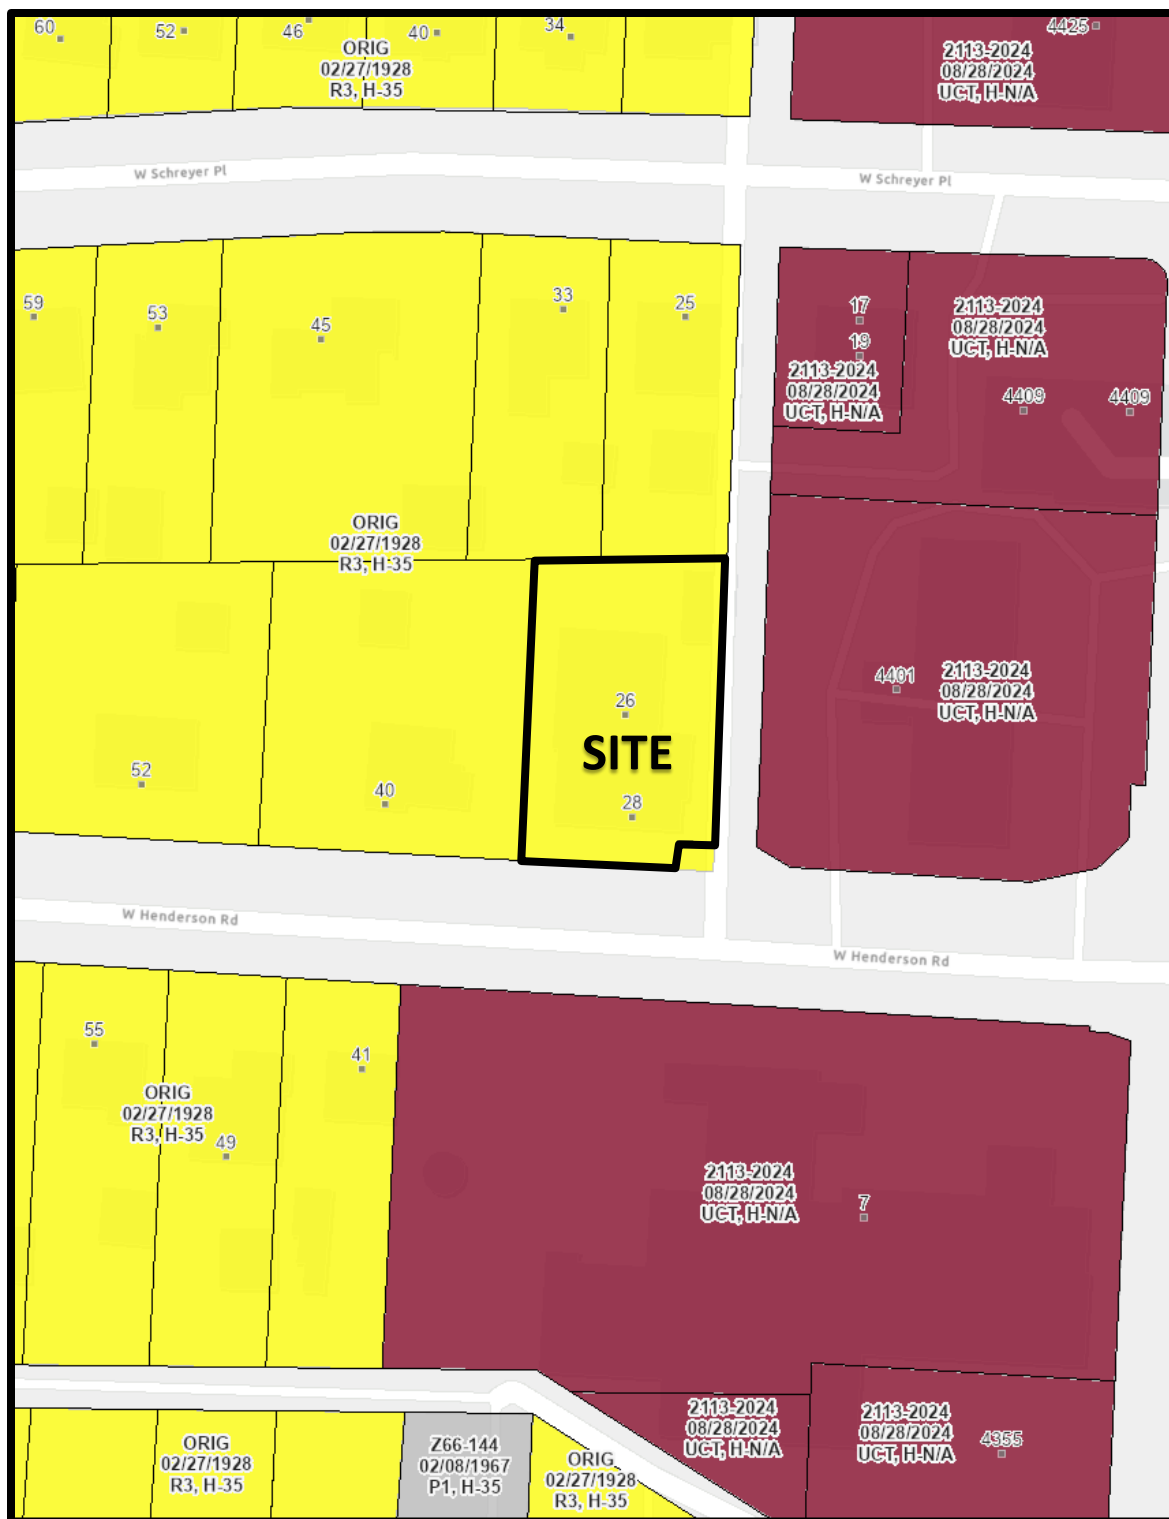 60
52
46
40
34
4425
ORIG
02/27/1928
R3, H-35
2113-2024
08/28/2024
UCT, H-N/A
W Schreyer Pl
W Schreyer Pl
59
53
45
33
25
17
19
2113-2024
08/28/2024
UCT, H-N/A
2113-2024
08/28/2024
UCT, H-N/A
4409
4409
ORIG
02/27/1928
R3, H-35
52
40
26
SITE
28
4401
2113-2024
08/28/2024
UCT, H-N/A
W Henderson Rd
W Henderson Rd
55
41
ORIG
02/27/1928
R3, H-35
49
2113-2024
08/28/2024
UCT, H-N/A
7
ORIG
02/27/1928
R3, H-35
Z66-144
02/08/1967
P1, H-35
ORIG
02/27/1928
R3, H-35
2113-2024
08/28/2024
UCT, H-N/A
2113-2024
08/28/2024
UCT, H-N/A
4355